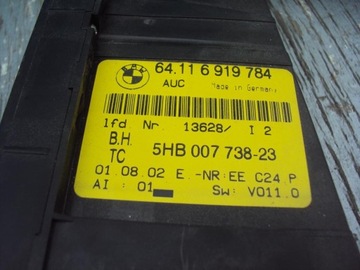 BMW
64.11 6 919 784
AUC Made in Germany
lfd. Nr. 13628/ I 2
B.H.
TC 5HB 007 738-23
01.08.02 E.-NR:EE C24 P
AI: 01 SW: V011.0